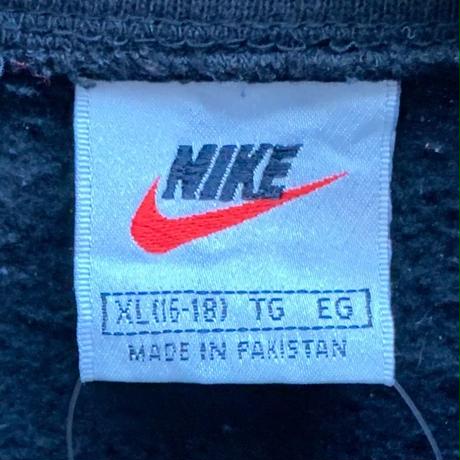 NIKE
XL(16-18) TG EG
MADE IN PAKISTAN